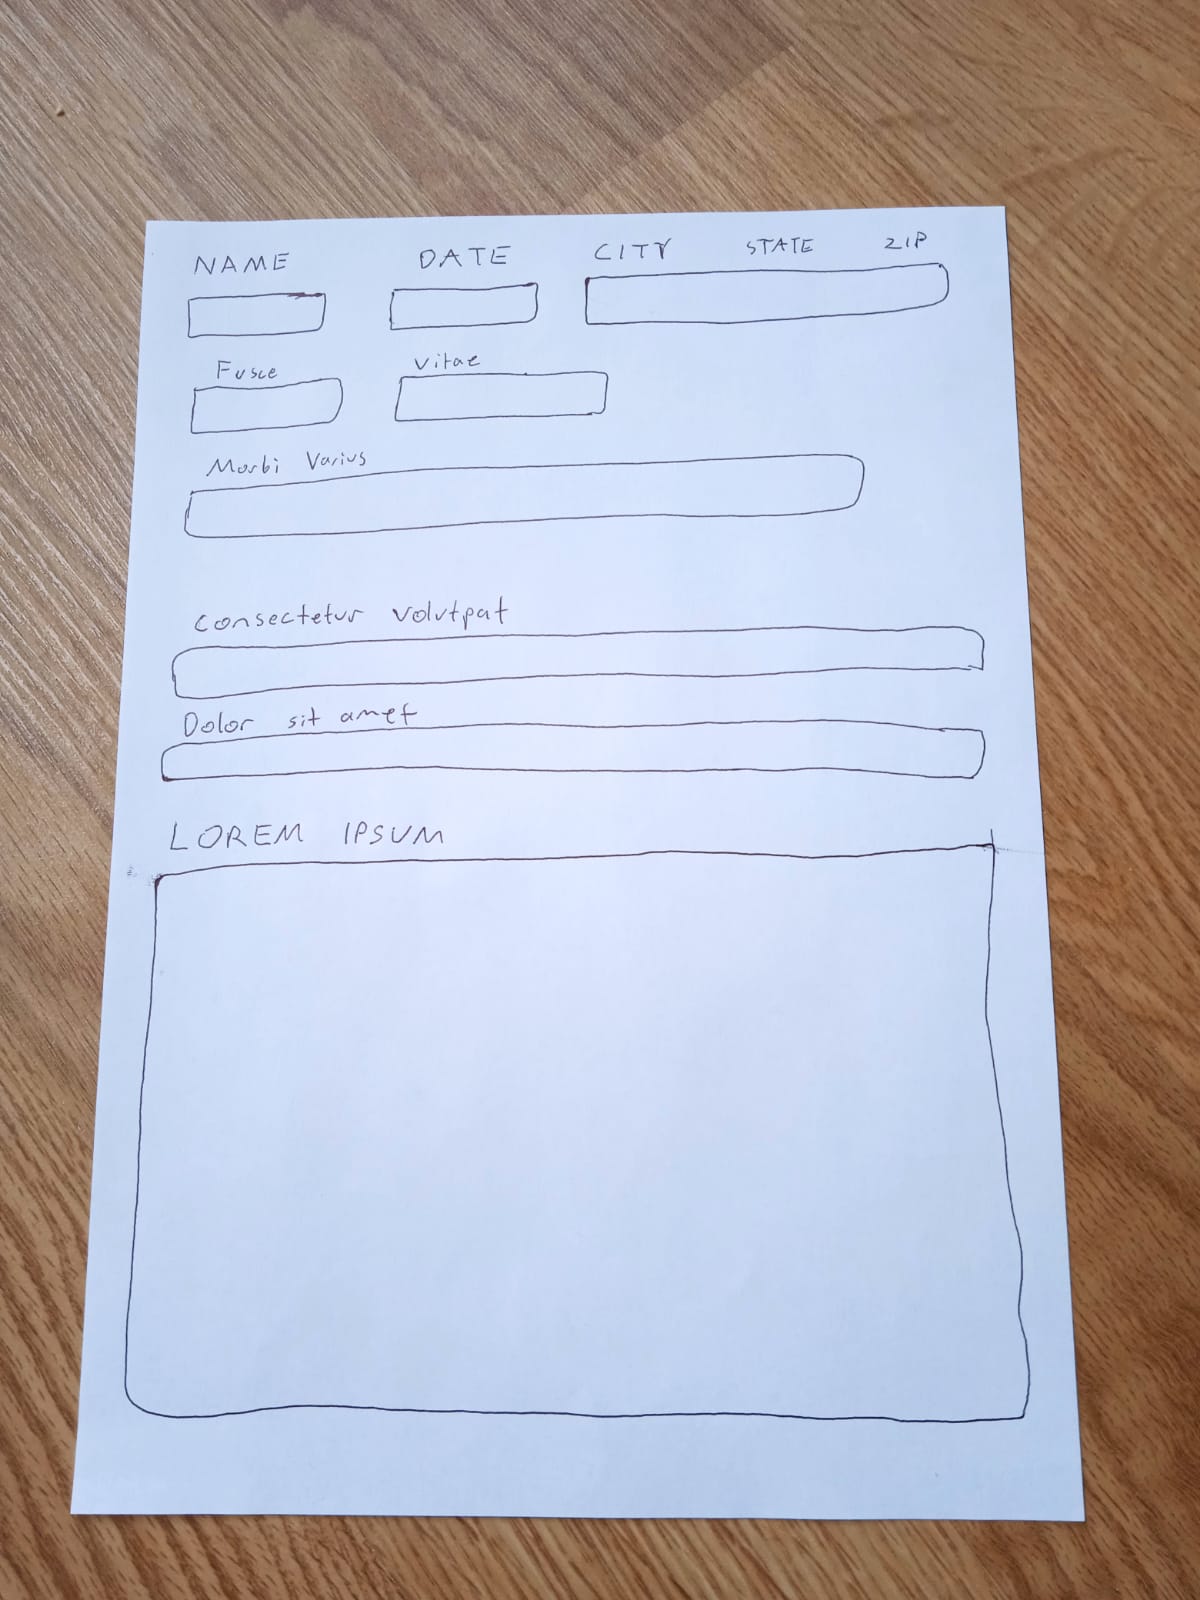 NAME DATE CITY STATE ZIP
Fusce Vitae
Morbi Varius
Consectetur volutpat
Dolor sit amet
LOREM IPSUM